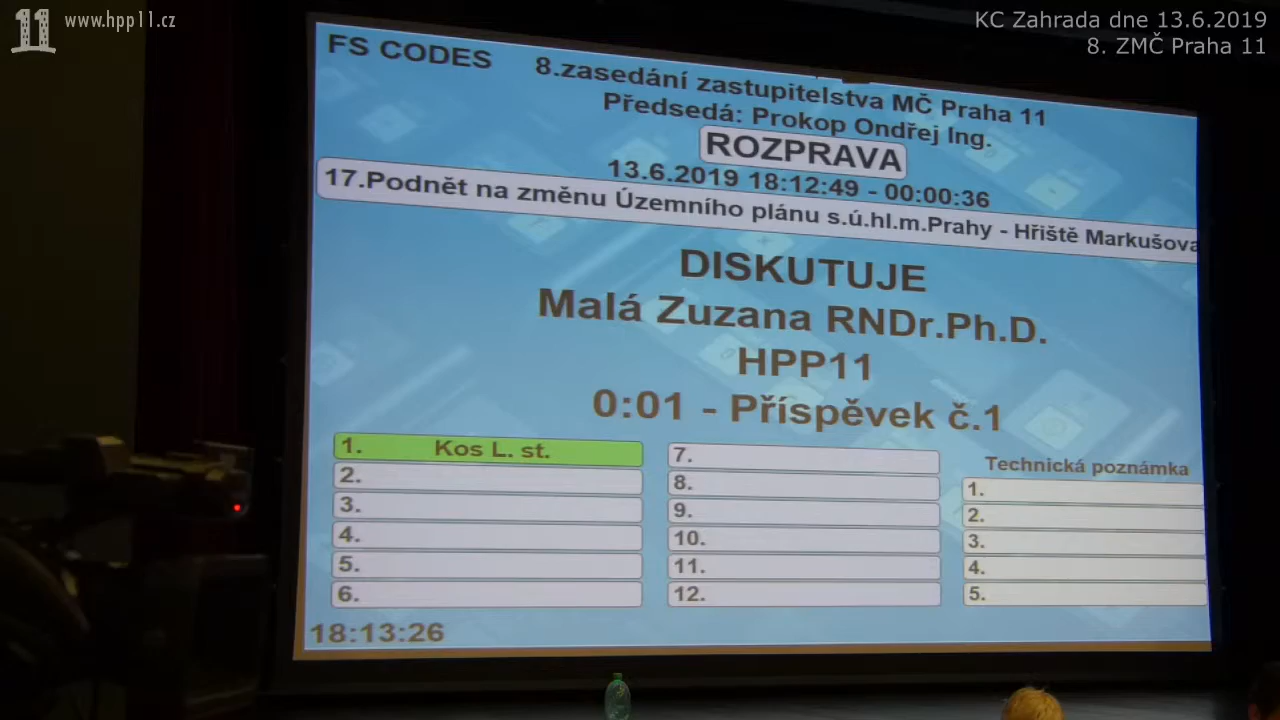 11 www.hpp11.cz
KC Zahrada dne 13.6.2019
8. ZMČ Praha 11
FS CODES
8.zasedání zastupitelstva MČ Praha 11
Předsedá: Prokop Ondřej Ing.
ROZPRAVA
13.6.2019 18:12:49 - 00:00:36
17.Podnět na změnu Územního plánu s.ú.hl.m.Prahy - Hřiště Markušova
DISKUTUJE
Malá Zuzana RNDr.Ph.D.
HPP11
0:01 - Příspěvek č.1
1. Kos L. st.
2.
3.
4.
5.
6.
7.
8.
9.
10.
11.
12.
Technická poznámka
1.
2.
3.
4.
5.
18:13:26